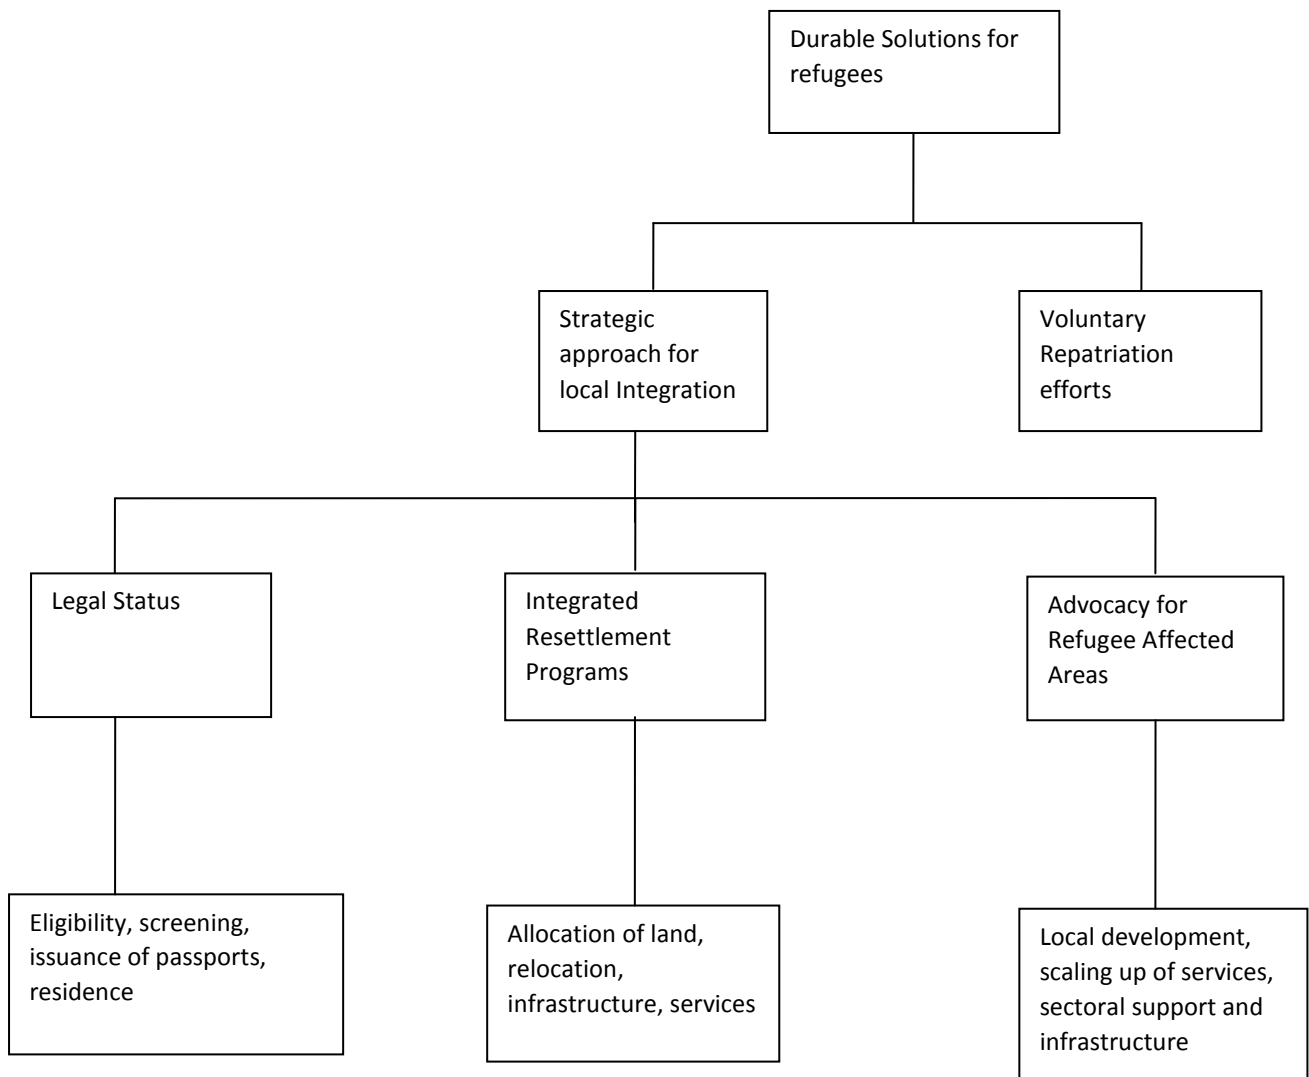 Durable Solutions for
refugees
Strategic
approach for
local Integration
Voluntary
Repatriation
efforts
Legal Status
Integrated
Resettlement
Programs
Advocacy for
Refugee Affected
Areas
Eligibility, screening,
issuance of passports,
residence
Allocation of land,
relocation,
infrastructure, services
Local development,
scaling up of services,
sectoral support and
infrastructure